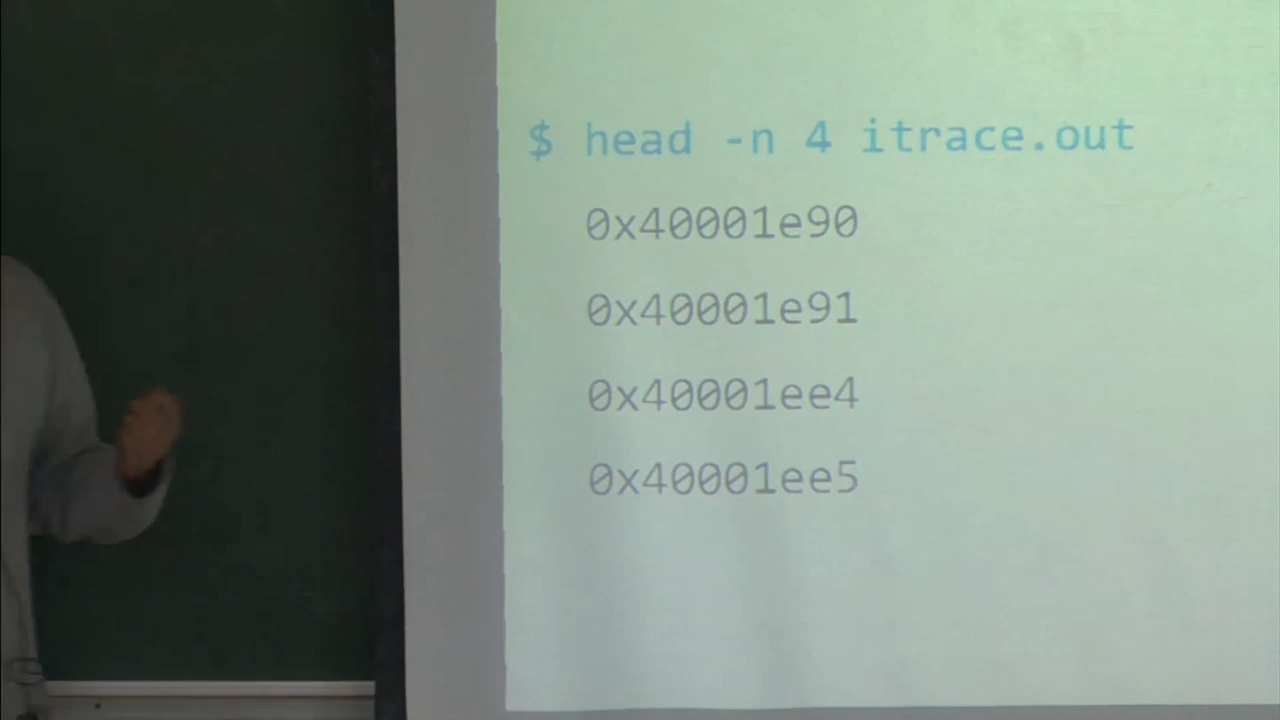 $ head -n 4 itrace.out
0x40001e90
0x40001e91
0x40001ee4
0x40001ee5